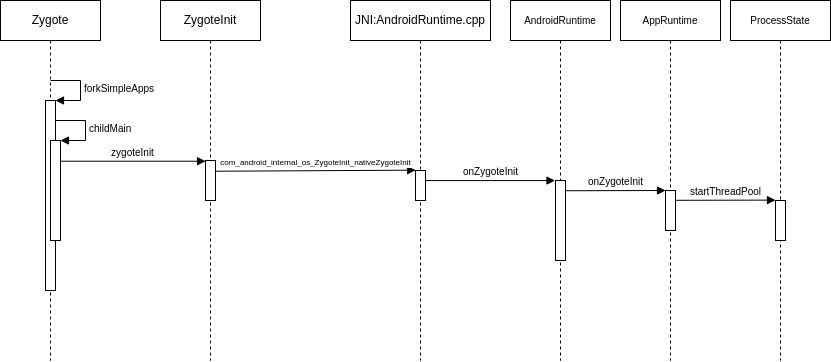 Zygote
ZygoteInit
JNI:AndroidRuntime.cpp
AndroidRuntime
AppRuntime
ProcessState
forkSimpleApps
childMain
zygoteInit
com_android_internal_os_ZygoteInit_nativeZygoteInit
onZygoteInit
onZygoteInit
startThreadPool